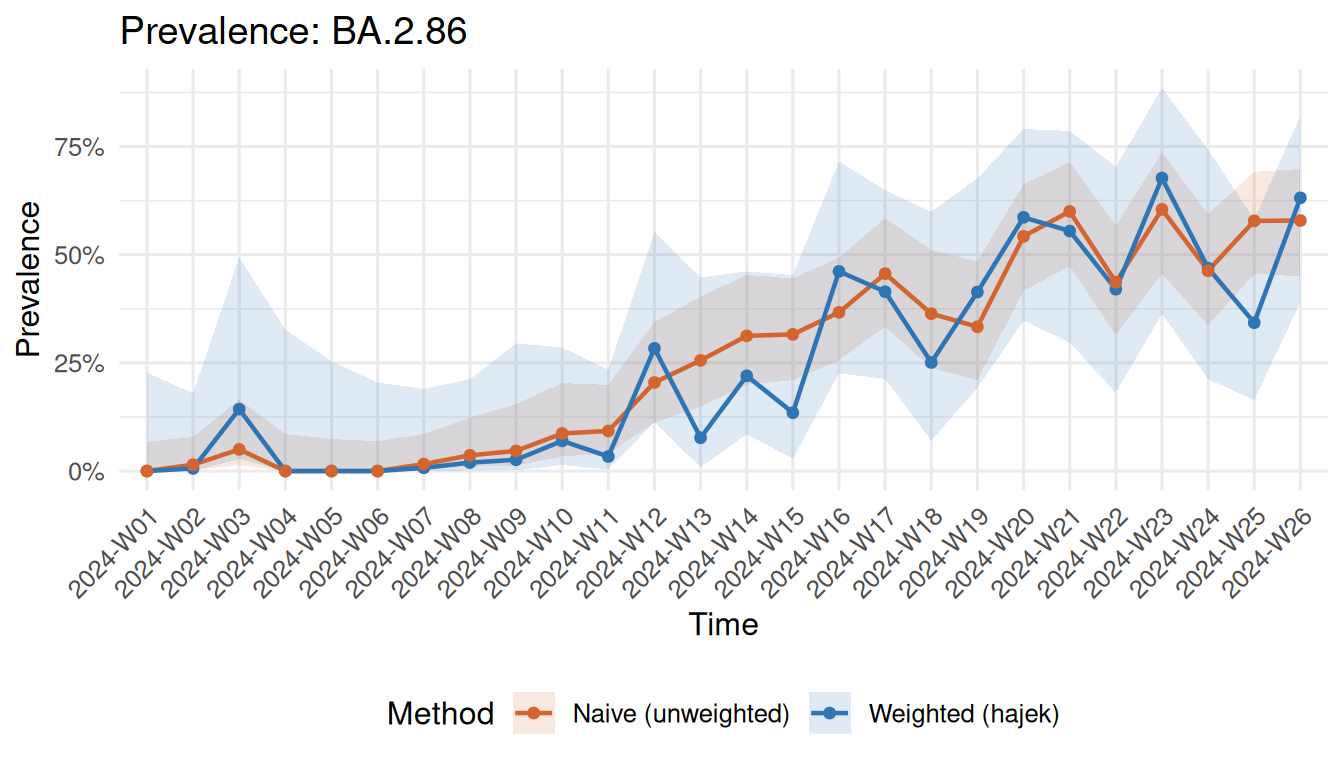 Prevalence: BA.2.86
Prevalence
75%
50%
25%
0%
2024-W01
2024-W02
2024-W03
2024-W04
2024-W05
2024-W06
2024-W07
2024-W08
2024-W09
2024-W10
2024-W11
2024-W12
2024-W13
2024-W14
2024-W15
2024-W16
2024-W17
2024-W18
2024-W19
2024-W20
2024-W21
2024-W22
2024-W23
2024-W24
2024-W25
2024-W26
Time
Method Naive (unweighted) Weighted (hajek)